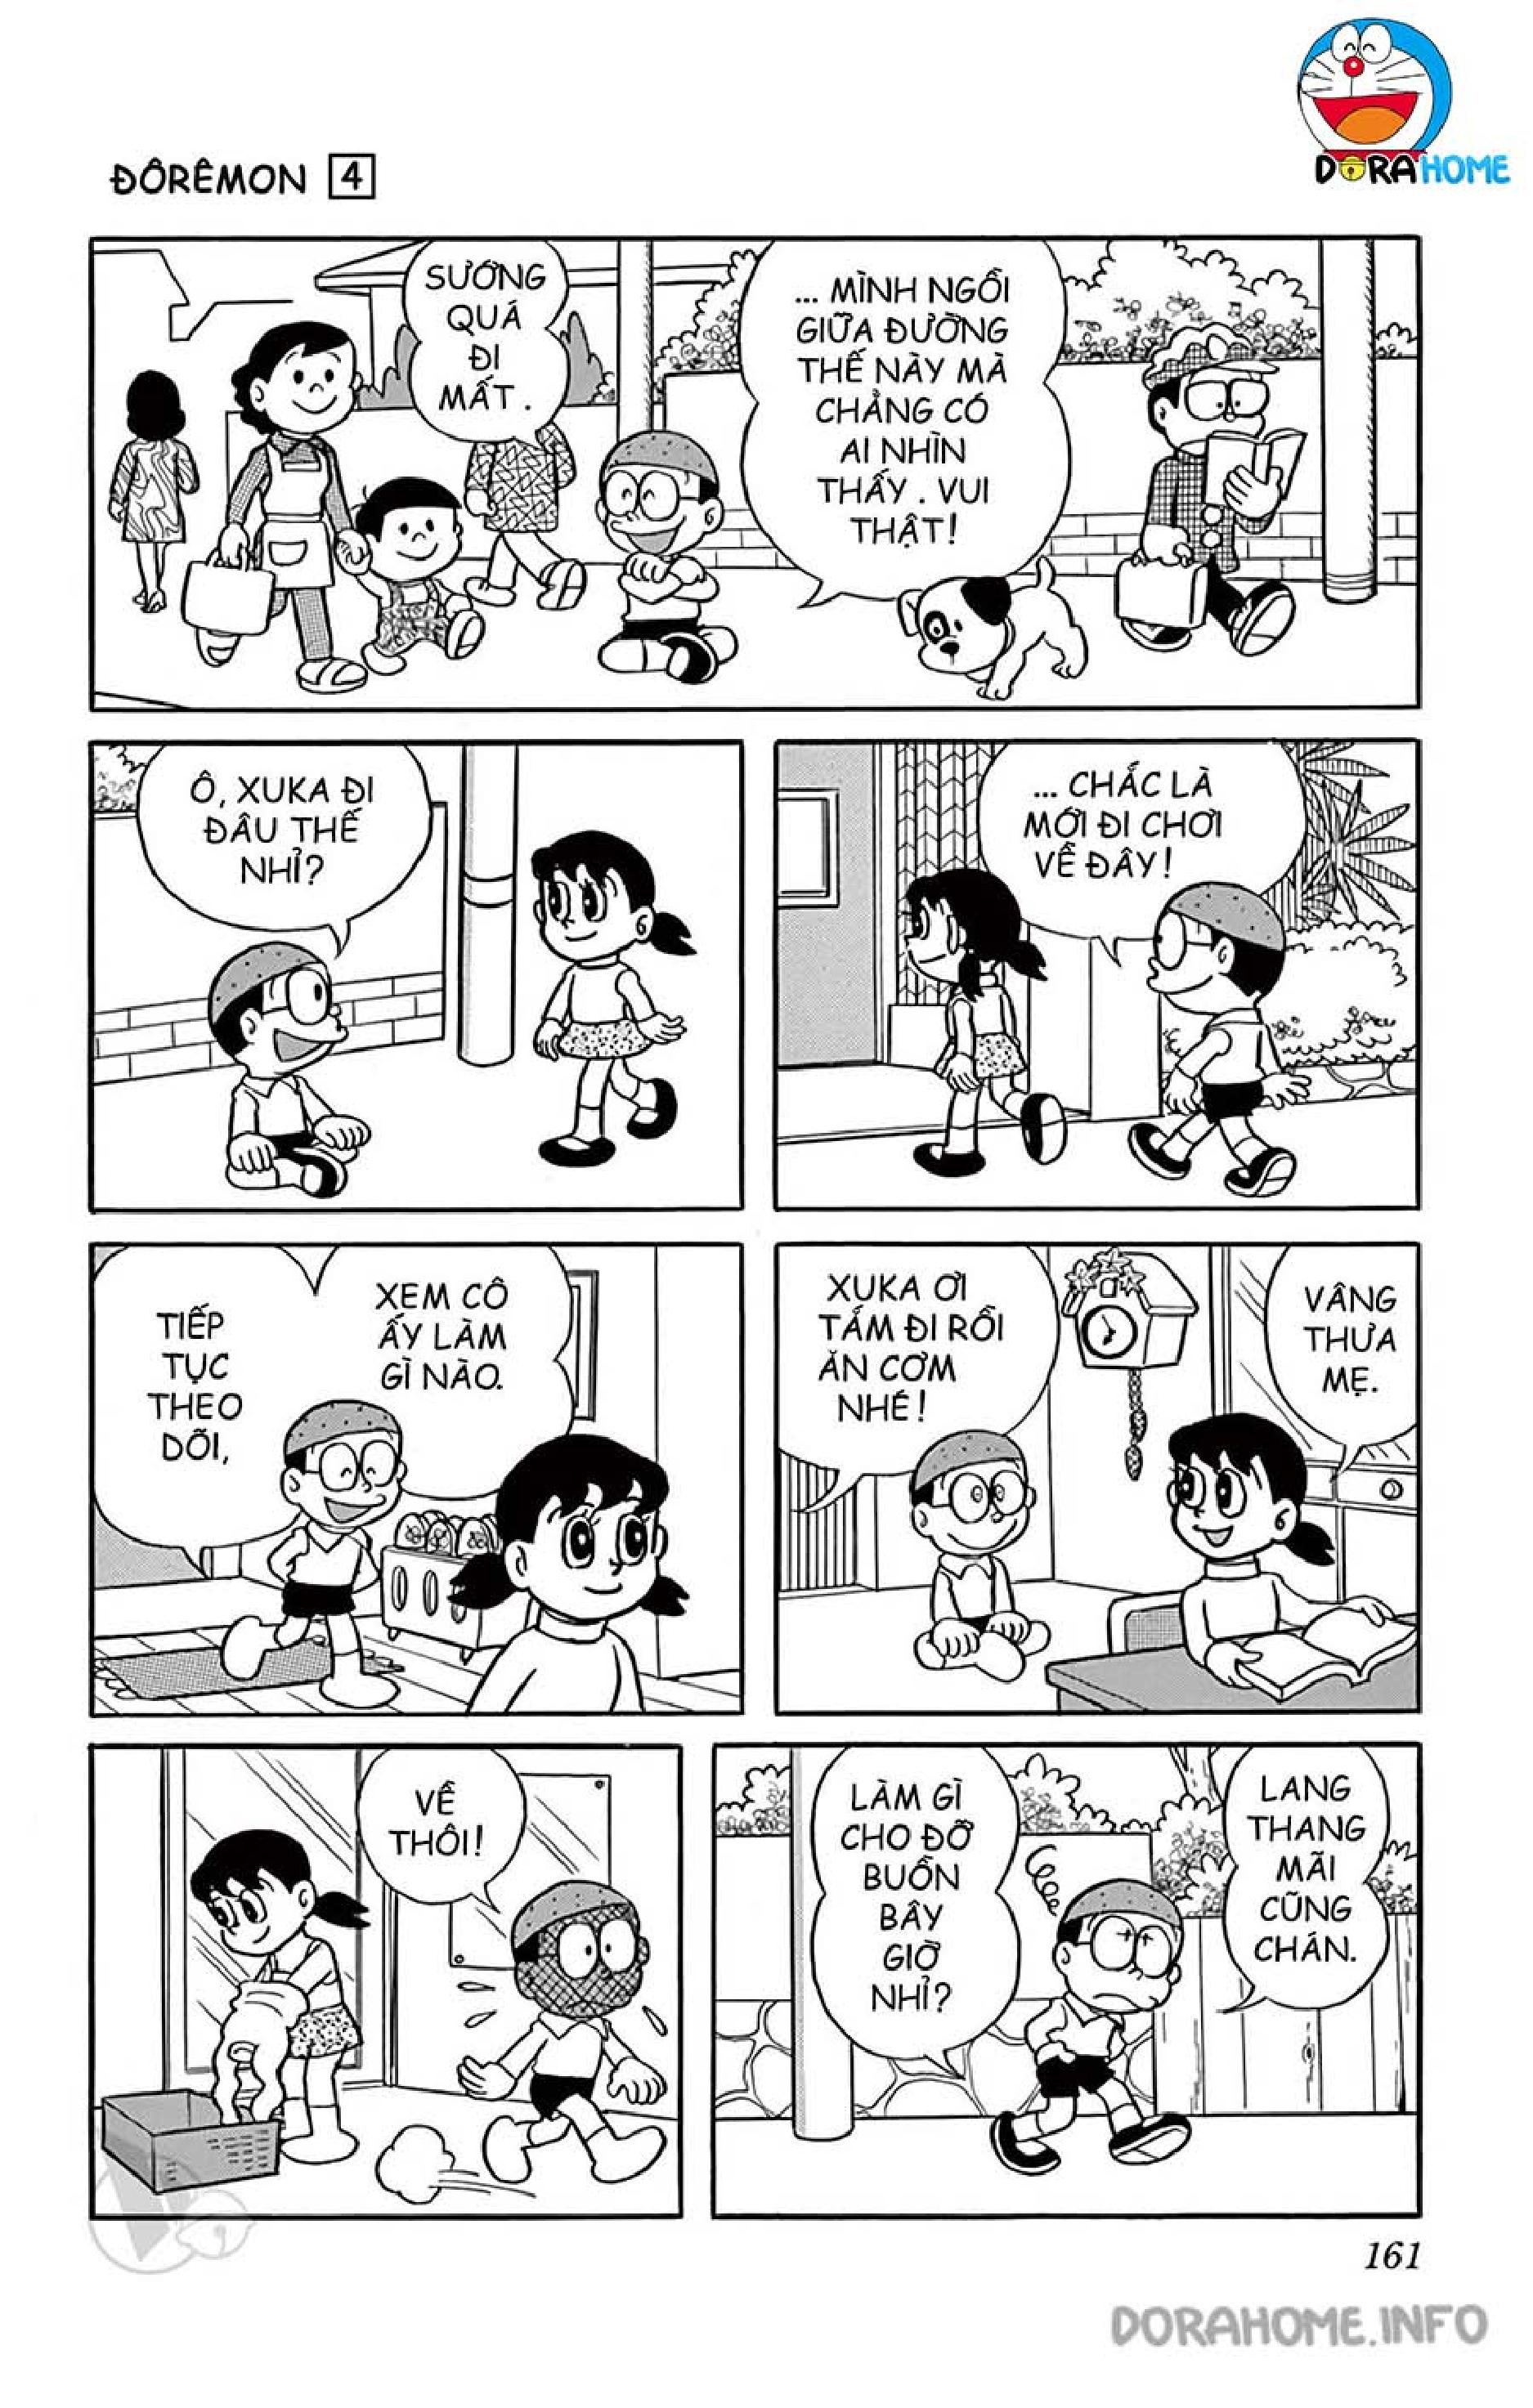 DORAHOME
ĐÔRÊMON 4
SƯỚNG
QUÁ
ĐI
MẤT.
... MÌNH NGỒI
GIỮA ĐƯỜNG
THẾ NÀY MÀ
CHẲNG CÓ
AI NHÌN
THẤY. VUI
THẬT!
Ô, XUKA ĐI
ĐÂU THẾ
NHỈ?
... CHẮC LÀ
MỚI ĐI CHƠI
VỀ ĐÂY!
TIẾP
TỤC
THEO
DÕI,
XEM CÔ
ẤY LÀM
GÌ NÀO.
XUKA ƠI
TẮM ĐI RỒI
ĂN CƠM
NHÉ!
VÂNG
THƯA
MẸ.
VỀ
THÔI!
LÀM GÌ
CHO ĐỠ
BUỒN
BÂY
GIỜ
NHỈ?
LANG
THANG
MÃI
CŨNG
CHÁN.
161
DORAHOME.INFO